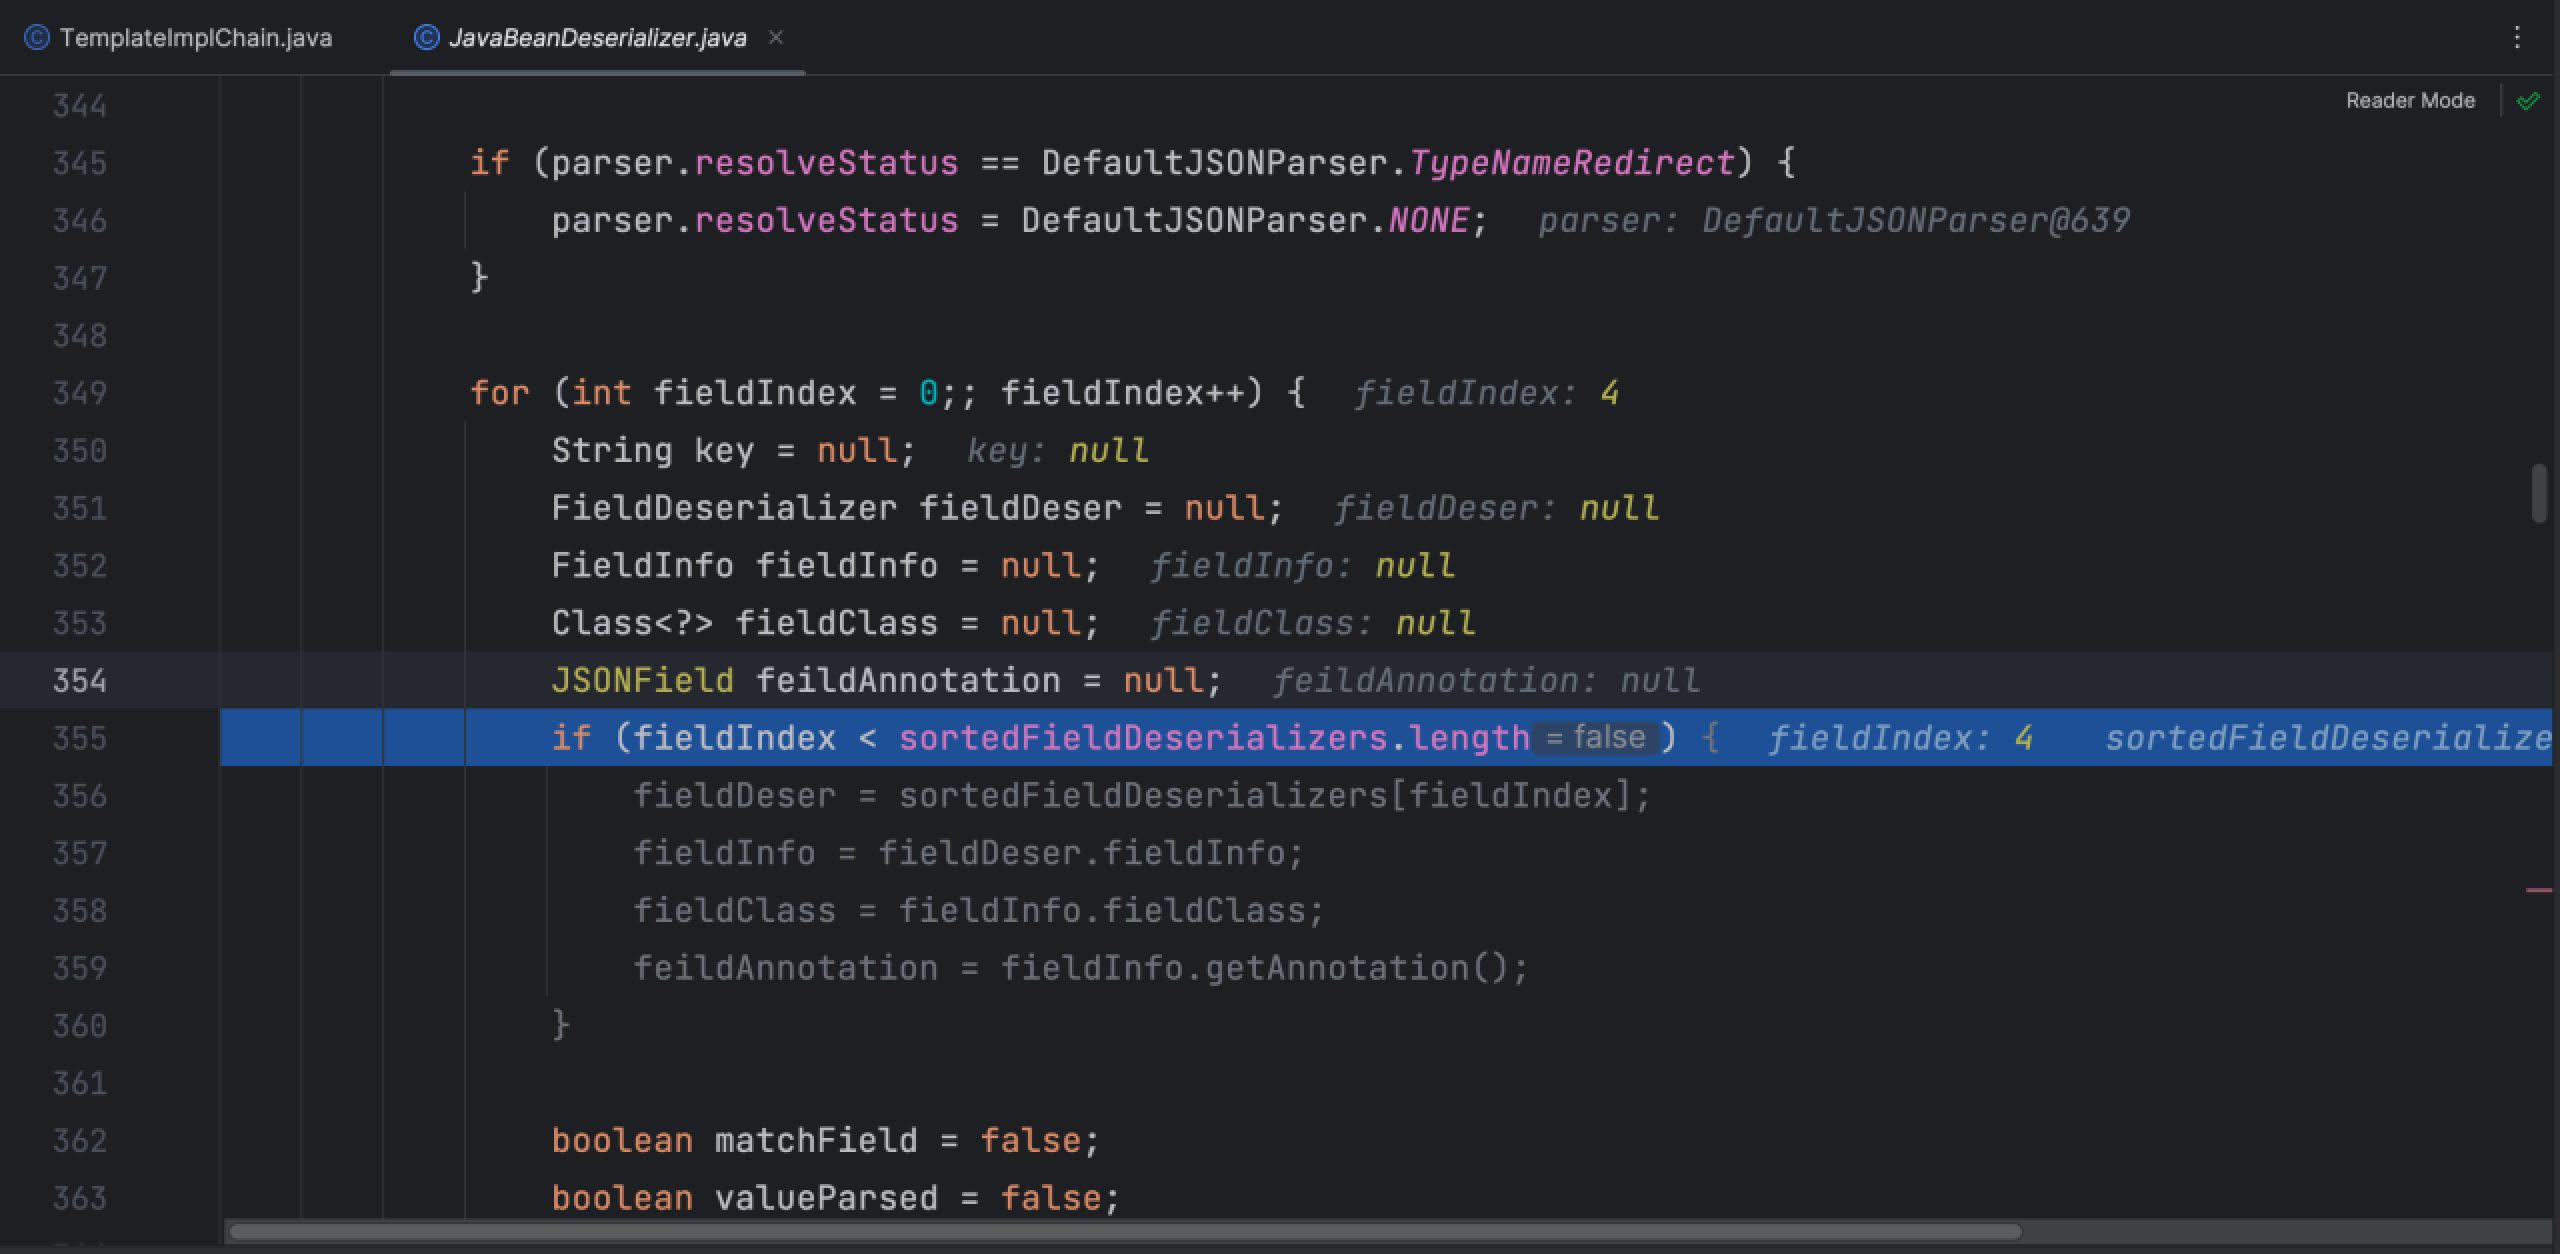 TemplateImplChain.java JavaBeanDeserializer.java
Reader Mode
344
345 if (parser.resolveStatus == DefaultJSONParser.TypeNameRedirect) {
346 parser.resolveStatus = DefaultJSONParser.NONE; parser: DefaultJSONParser@639
347 }
348
349 for (int fieldIndex = 0;; fieldIndex++) { fieldIndex: 4
350 String key = null; key: null
351 FieldDeserializer fieldDeser = null; fieldDeser: null
352 FieldInfo fieldInfo = null; fieldInfo: null
353 Class<?> fieldClass = null; fieldClass: null
354 JSONField feildAnnotation = null; feildAnnotation: null
355 if (fieldIndex < sortedFieldDeserializers.length = false ) { fieldIndex: 4 sortedFieldDeserialize
356 fieldDeser = sortedFieldDeserializers[fieldIndex];
357 fieldInfo = fieldDeser.fieldInfo;
358 fieldClass = fieldInfo.fieldClass;
359 feildAnnotation = fieldInfo.getAnnotation();
360 }
361
362 boolean matchField = false;
363 boolean valueParsed = false;